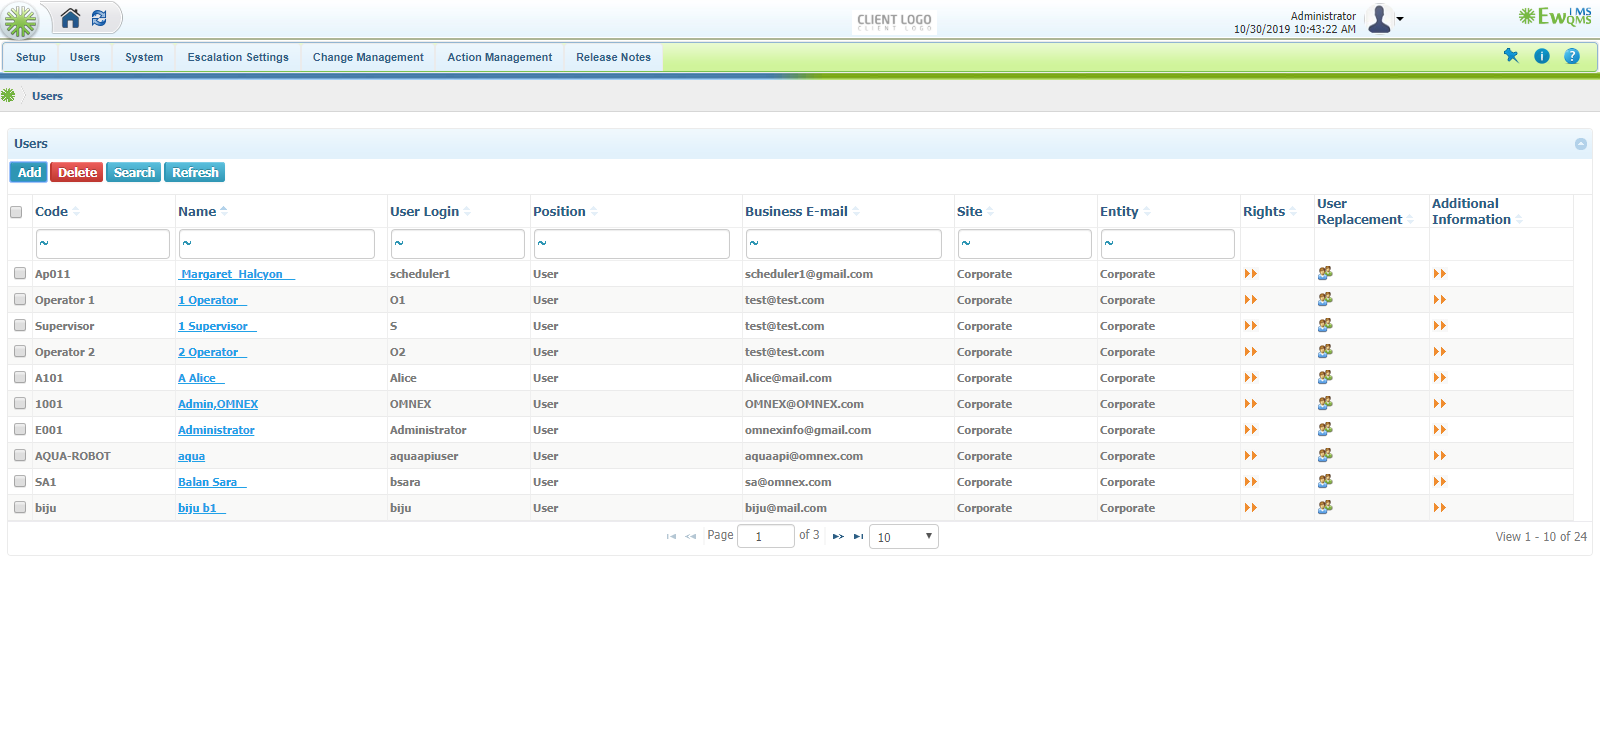 CLIENT LOGO
CLIENT LOGO
Administrator
10/30/2019 10:43:22 AM
EwIMS
QMS
Setup Users System Escalation Settings Change Management Action Management Release Notes
Users
Users
Add Delete Search Refresh
Code Name User Login Position Business E-mail Site Entity Rights User Replacement Additional Information
~ ~ ~ ~ ~ ~ ~
Ap011 Margaret Halcyon scheduler1 User scheduler1@gmail.com Corporate Corporate
Operator 1 1 Operator O1 User test@test.com Corporate Corporate
Supervisor 1 Supervisor S User test@test.com Corporate Corporate
Operator 2 2 Operator O2 User test@test.com Corporate Corporate
A101 A Alice Alice User Alice@mail.com Corporate Corporate
1001 Admin,OMNEX OMNEX User OMNEX@OMNEX.com Corporate Corporate
E001 Administrator Administrator User omnexinfo@gmail.com Corporate Corporate
AQUA-ROBOT aqua aquaapiuser User aquaapi@omnex.com Corporate Corporate
SA1 Balan Sara bsara User sa@omnex.com Corporate Corporate
biju biju b1 biju User biju@mail.com Corporate Corporate
Page 1 of 3 10 View 1 - 10 of 24